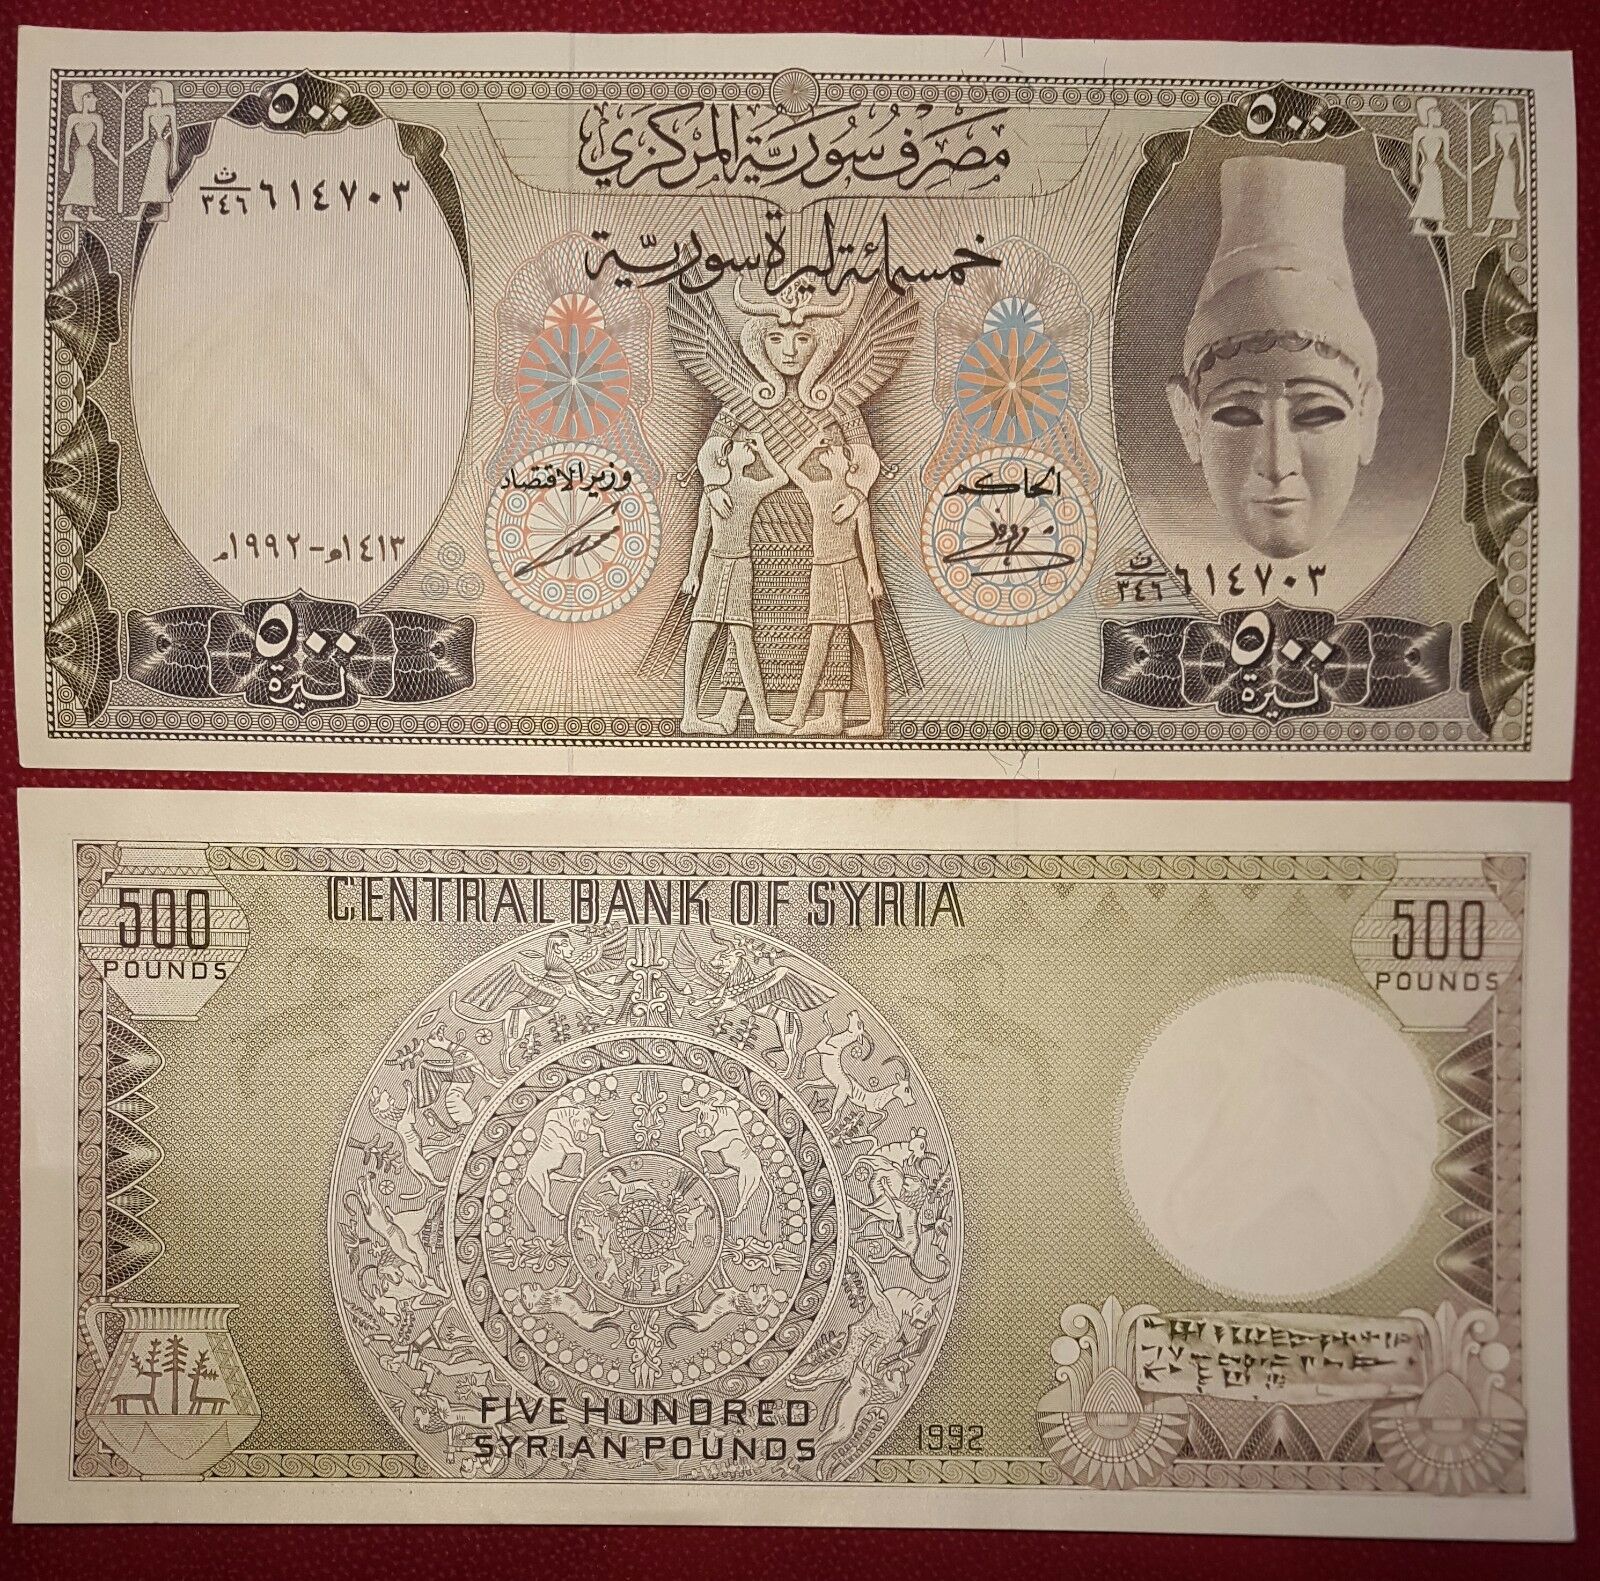 ٥٠٠
٥٠٠
مصرف سورية المركزي
ث/٣٤٦ ٦١٤٧٠٣
خمسمائة ليرة سورية
وزير الاقتصاد
الحاكم
١٤١٣هـ-١٩٩٢م
ث/٣٤٦ ٦١٤٧٠٣
٥٠٠
ليرة
٥٠٠
ليرة
CENTRAL BANK OF SYRIA
500
POUNDS
500
POUNDS
FIVE HUNDRED
SYRIAN POUNDS
1992